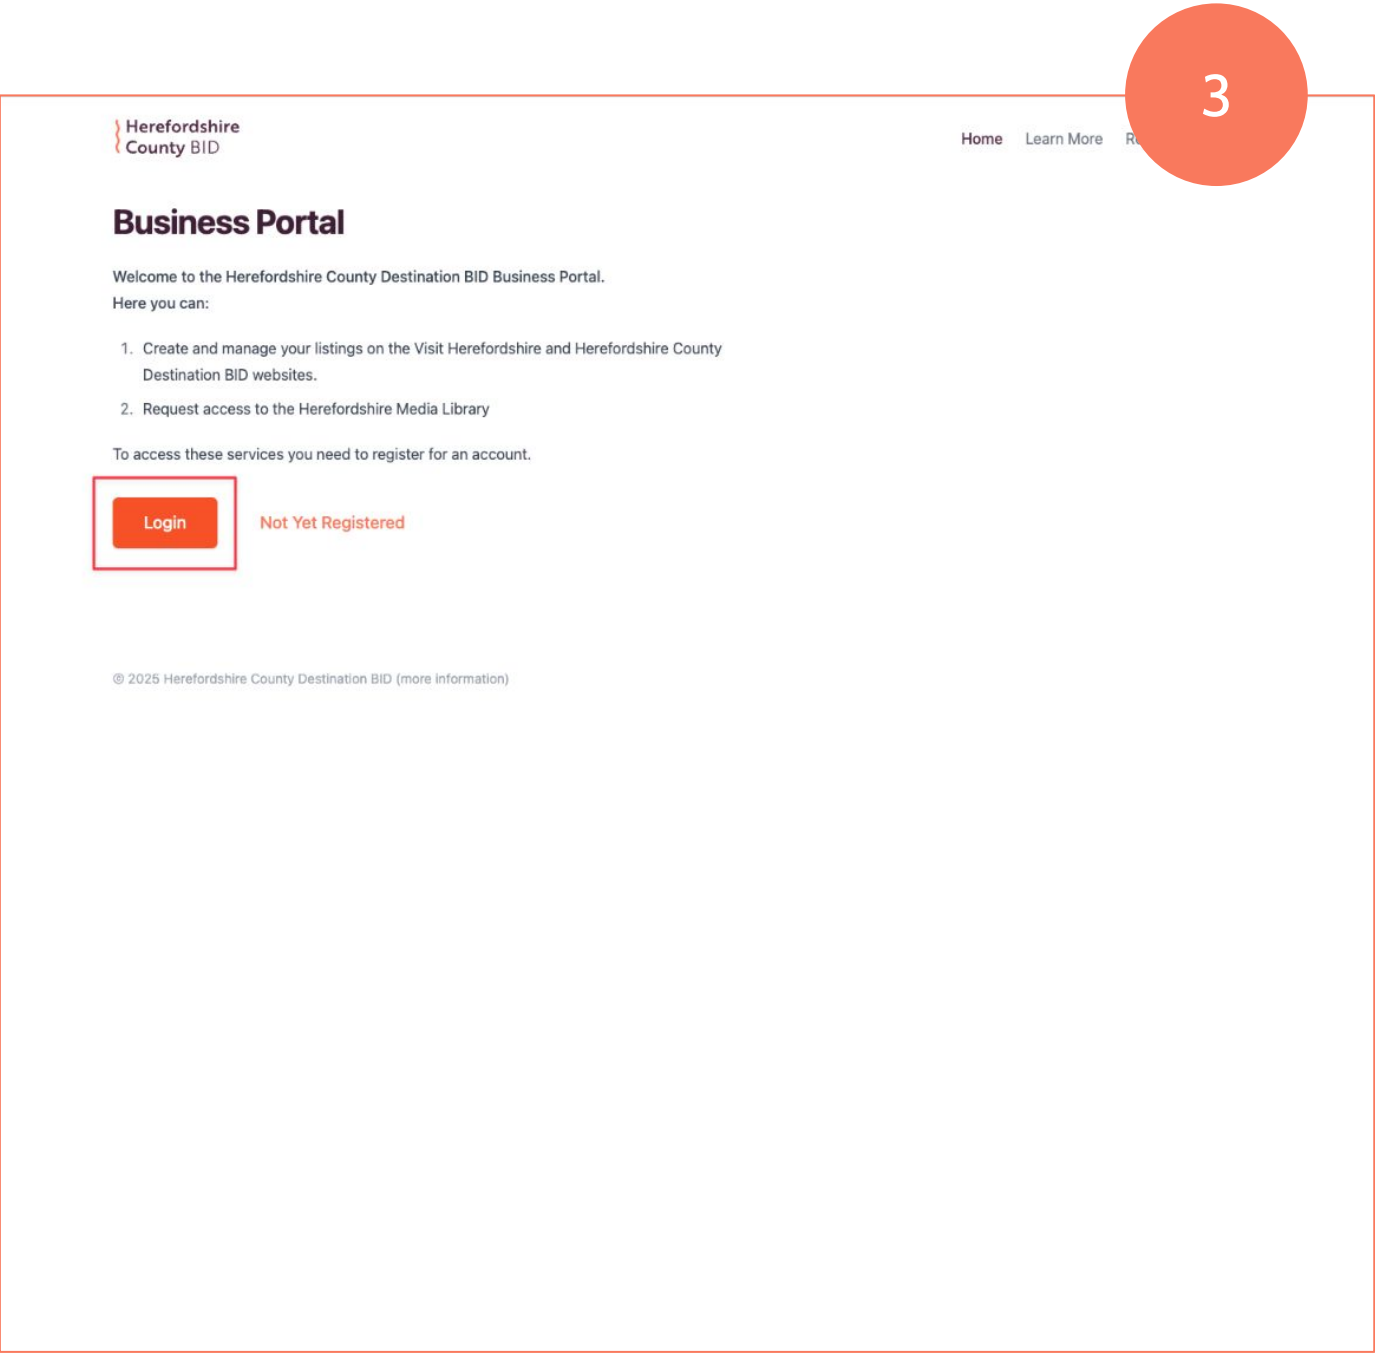 3
Herefordshire
County BID
Home Learn More
Business Portal
Welcome to the Herefordshire County Destination BID Business Portal.
Here you can:
1. Create and manage your listings on the Visit Herefordshire and Herefordshire County
Destination BID websites.
2. Request access to the Herefordshire Media Library
To access these services you need to register for an account.
Login Not Yet Registered
© 2025 Herefordshire County Destination BID (more information)